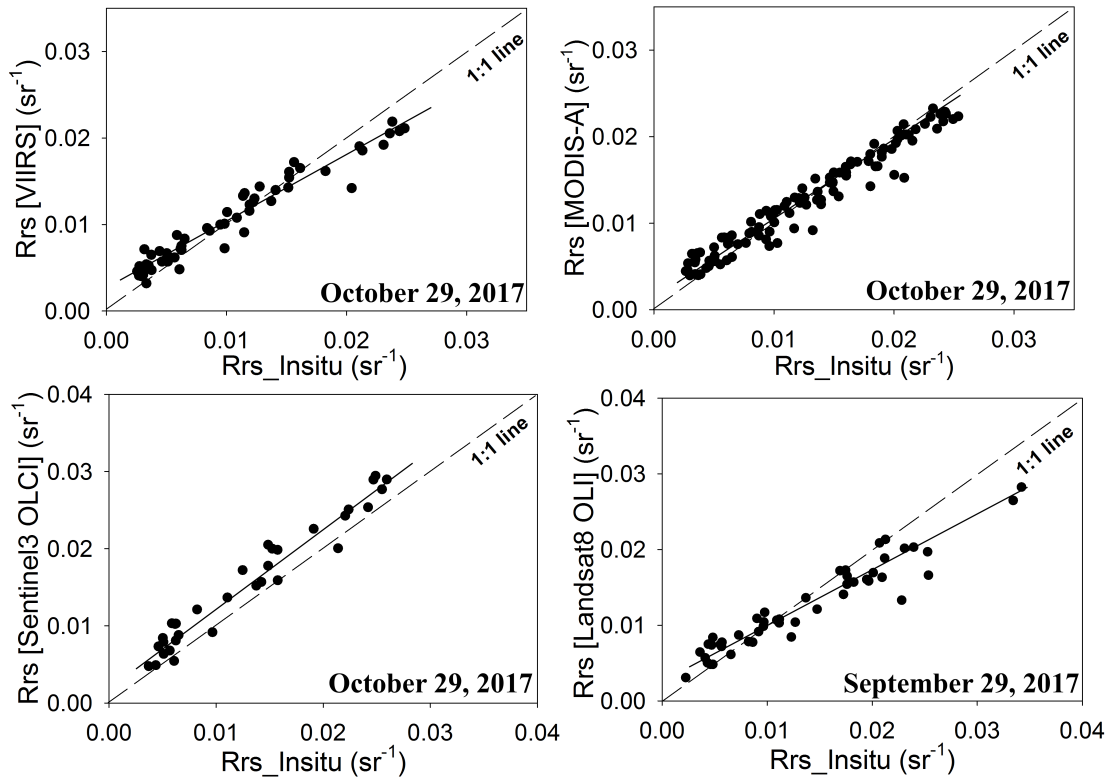 Rrs [VIIRS] (sr-1)
0.03
0.02
0.01
0.00
1:1 line
October 29, 2017
0.00 0.01 0.02 0.03
Rrs_Insitu (sr-1)
Rrs [MODIS-A] (sr-1)
0.03
0.02
0.01
0.00
1:1 line
October 29, 2017
0.00 0.01 0.02 0.03
Rrs_Insitu (sr-1)
Rrs [Sentinel3 OLCI] (sr-1)
0.04
0.03
0.02
0.01
0.00
1:1 line
October 29, 2017
0.00 0.01 0.02 0.03 0.04
Rrs_Insitu (sr-1)
Rrs [Landsat8 OLI] (sr-1)
0.04
0.03
0.02
0.01
0.00
1:1 line
September 29, 2017
0.00 0.01 0.02 0.03 0.04
Rrs_Insitu (sr-1)